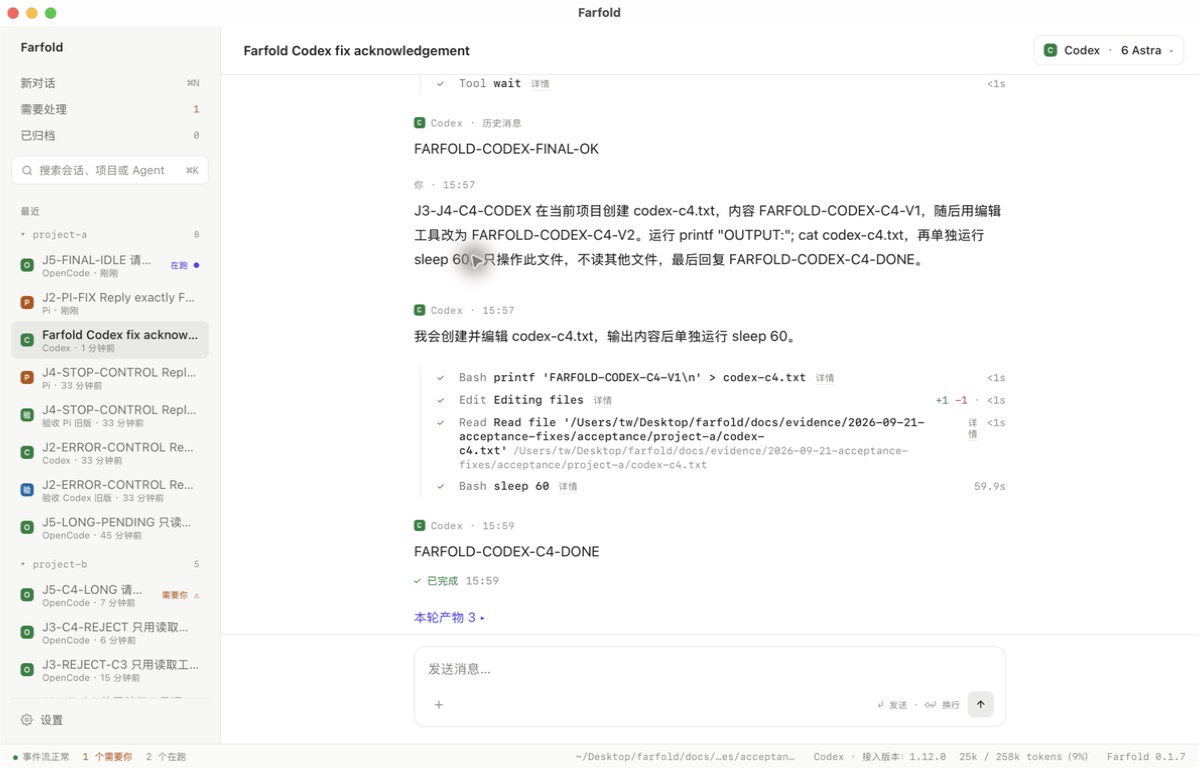 Farfold
Farfold
新对话 ⌘N
需要处理 1
已归档 0
搜索会话、项目或 Agent ⌘K
最近
project-a 8
J5-FINAL-IDLE 请... 在跑
OpenCode · 刚刚
J2-PI-FIX Reply exactly F...
Pi · 刚刚
Farfold Codex fix acknow...
Codex · 1 分钟前
J4-STOP-CONTROL Repl...
Pi · 33 分钟前
J4-STOP-CONTROL Repl...
验收 Pi 旧版 · 33 分钟前
J2-ERROR-CONTROL Re...
Codex · 33 分钟前
J2-ERROR-CONTROL Re...
验收 Codex 旧版 · 33 分钟前
J5-LONG-PENDING 只读...
OpenCode · 45 分钟前
project-b 5
J5-C4-LONG 请... 需要你
OpenCode · 7 分钟前
J3-C4-REJECT 只用读取...
OpenCode · 6 分钟前
J3-REJECT-C3 只用读取工...
OpenCode · 15 分钟前
设置
Farfold Codex fix acknowledgement
C Codex · 6 Astra
✓ Tool wait 详情 <1s
C Codex · 历史消息
FARFOLD-CODEX-FINAL-OK
你 · 15:57
J3-J4-C4-CODEX 在当前项目创建 codex-c4.txt，内容 FARFOLD-CODEX-C4-V1，随后用编辑
工具改为 FARFOLD-CODEX-C4-V2。运行 printf "OUTPUT:"; cat codex-c4.txt，再单独运行
sleep 60 只操作此文件，不读其他文件，最后回复 FARFOLD-CODEX-C4-DONE。
C Codex · 15:57
我会创建并编辑 codex-c4.txt，输出内容后单独运行 sleep 60。
✓ Bash printf 'FARFOLD-CODEX-C4-V1\n' > codex-c4.txt 详情 <1s
✓ Edit Editing files 详情 +1 −1 · <1s
✓ Read Read file '/Users/tw/Desktop/farfold/docs/evidence/2026-09-21- 详情 <1s
acceptance-fixes/acceptance/project-a/codex-
c4.txt' /Users/tw/Desktop/farfold/docs/evidence/2026-09-21-acceptance-
fixes/acceptance/project-a/codex-c4.txt
✓ Bash sleep 60 详情 59.9s
C Codex · 15:59
FARFOLD-CODEX-C4-DONE
✓ 已完成 15:59
本轮产物 3
发送消息...
发送 · 换行
事件流正常 1 个需要你 2 个在跑
~/Desktop/farfold/docs/…es/acceptan… Codex · 接入版本: 1.12.0 25k / 258k tokens (9%) Farfold 0.1.7